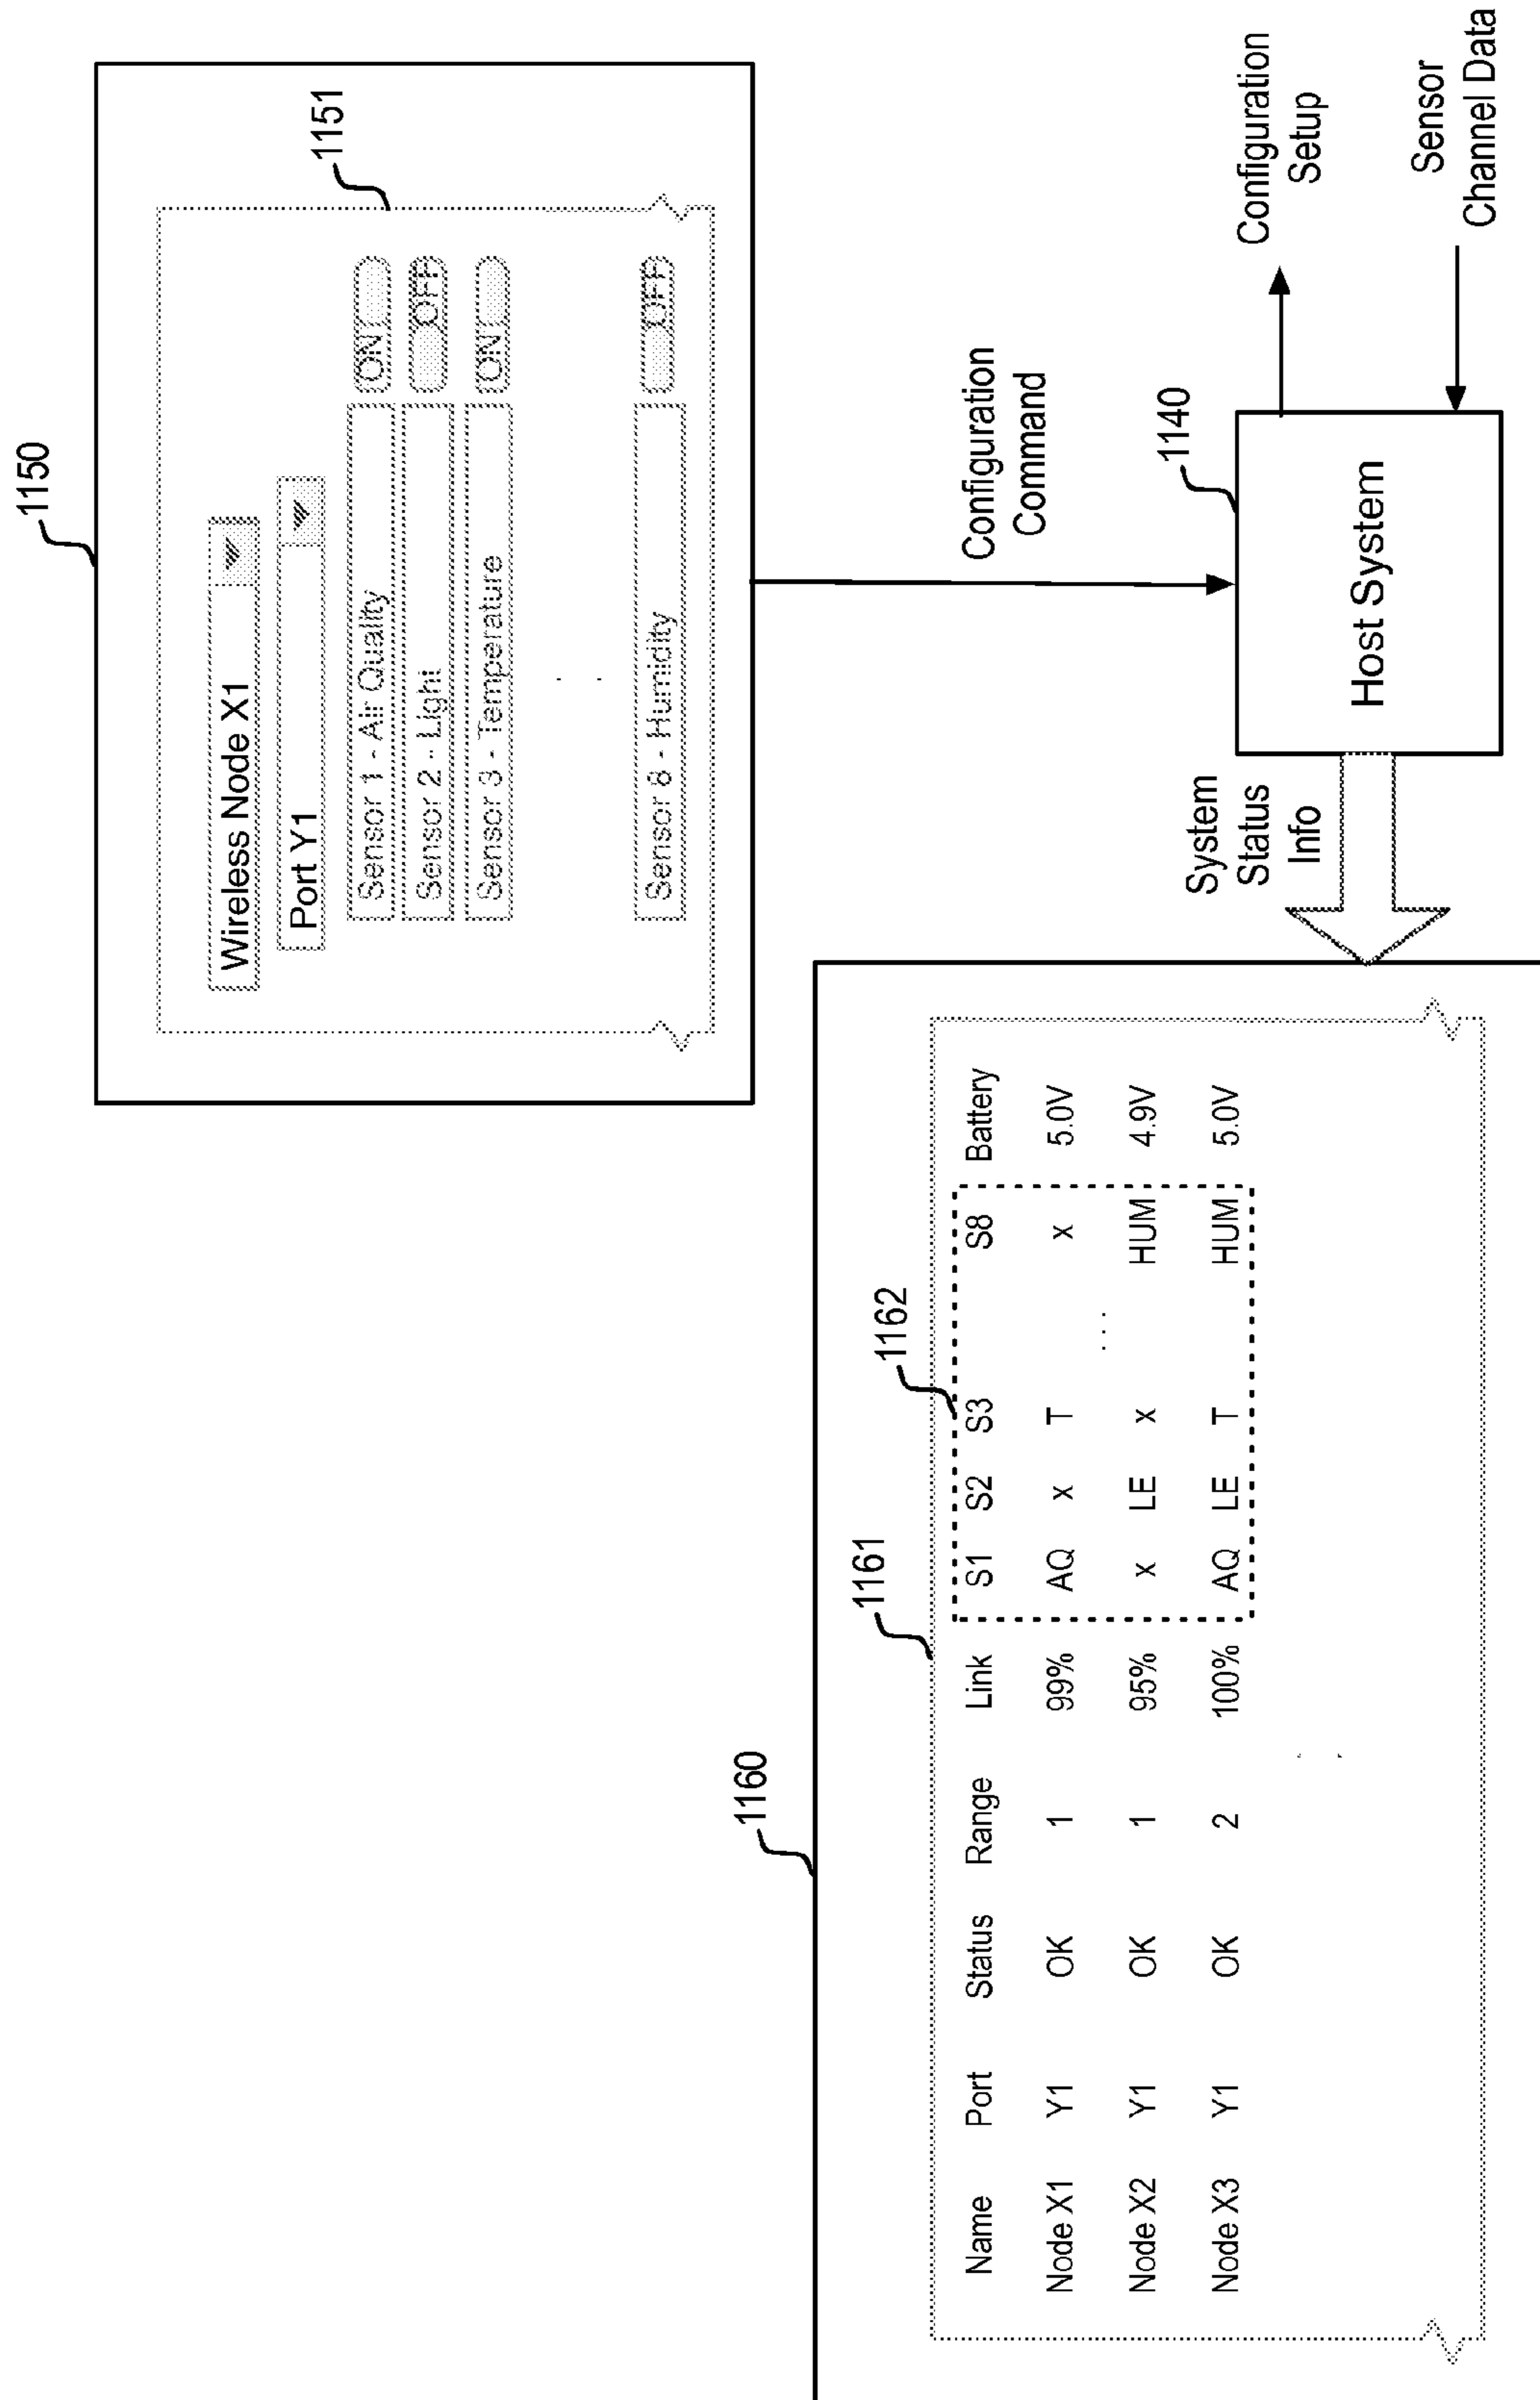 1150
1151
Wireless Node X1
Port Y1
Sensor 1 - Air Quality ON
Sensor 2 - Light OFF
Sensor 3 - Temperature ON
Sensor 8 - Humidity OFF
Configuration
Command
1140
Host System
Configuration
Setup
Sensor
Channel Data
System
Status
Info
1160
1161
1162
Name Port Status Range Link S1 S2 S3 S8 Battery
Node X1 Y1 OK 1 99% AQ x T x 5.0V
...
Node X2 Y1 OK 1 95% x LE x HUM 4.9V
Node X3 Y1 OK 2 100% AQ LE T HUM 5.0V